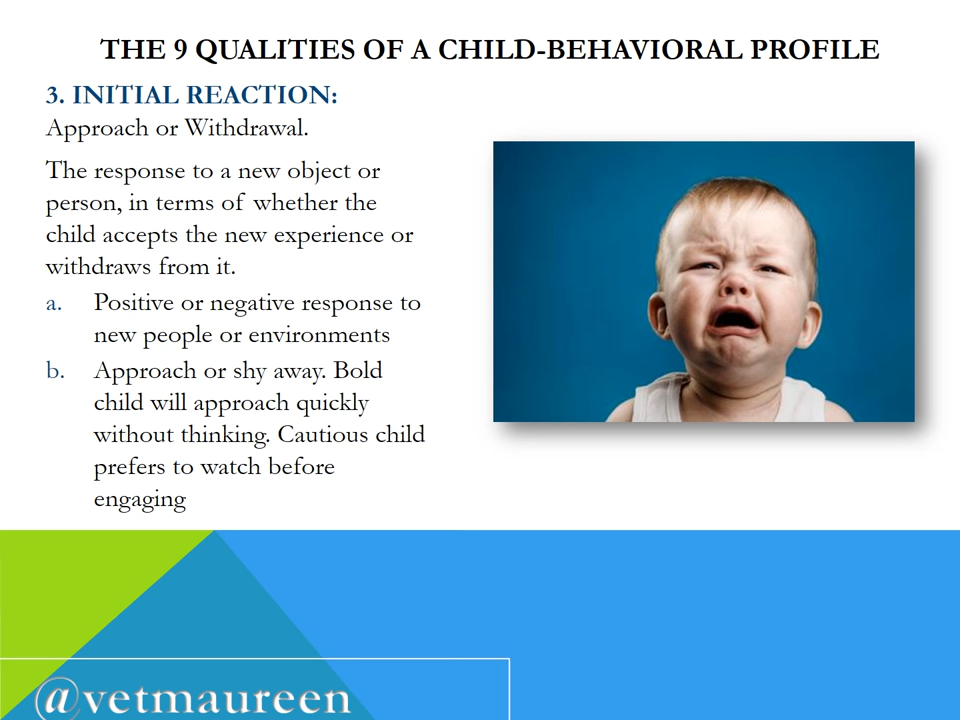 THE 9 QUALITIES OF A CHILD-BEHAVIORAL PROFILE
3. INITIAL REACTION:
Approach or Withdrawal.
The response to a new object or
person, in terms of whether the
child accepts the new experience or
withdraws from it.
a. Positive or negative response to
new people or environments
b. Approach or shy away. Bold
child will approach quickly
without thinking. Cautious child
prefers to watch before
engaging
@vetmaureen